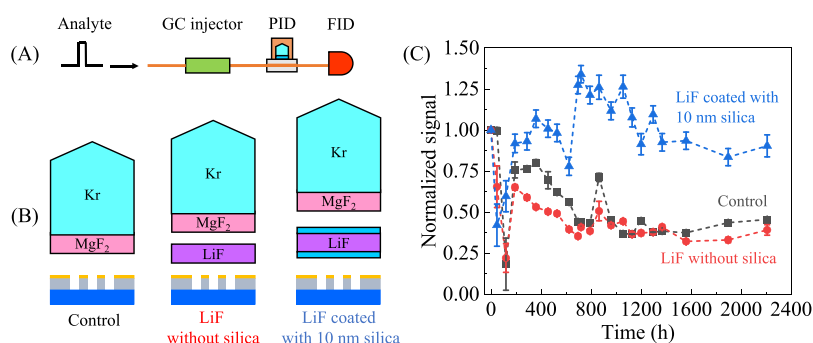 (A)
Analyte
GC injector
PID
FID
(B)
Kr
MgF2
Control
Kr
MgF2
LiF
LiF
without silica
Kr
MgF2
LiF
LiF coated
with 10 nm silica
(C)
Normalized signal
1.50
1.25
1.00
0.75
0.50
0.25
0.00
LiF coated with
10 nm silica
Control
LiF without silica
0 400 800 1200 1600 2000 2400
Time (h)